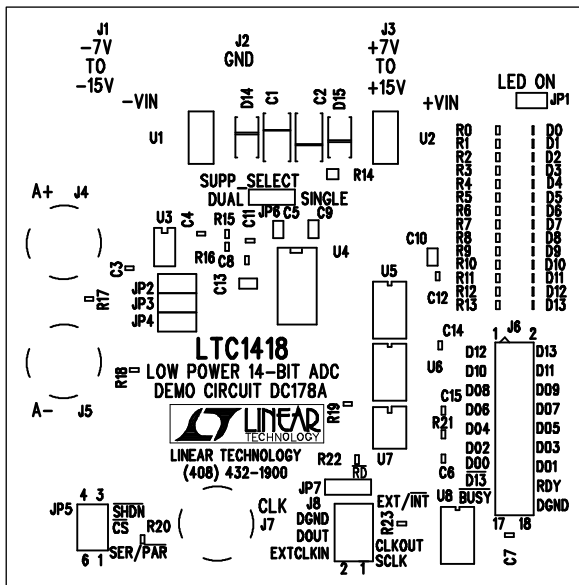 J1
-7V
TO
-15V
J2
GND
J3
+7V
TO
+15V
-VIN
D14
C1
C2
D15
+VIN
LED ON
JP1
U1
U2
R14
R0 D0
R1 D1
R2 D2
R3 D3
R4 D4
R5 D5
R6 D6
R7 D7
R8 D8
R9 D9
R10 D10
R11 D11
R12 D12
R13 D13
SUPP_SELECT
DUAL SINGLE
JP6
A+ J4
U3
C4
R15
C11
C5
C9
R16
C8
U4
C10
C3
C13
U5
C12
R17
JP2
JP3
JP4
C14
1 J6 2
LTC1418
LOW POWER 14-BIT ADC
DEMO CIRCUIT DC178A
R18
U6
D12 D13
D10 D11
D08 D09
D06 D07
D04 D05
D02 D03
D00 D01
D13 RDY
BUSY DGND
17 18
A- J5
R19
C15
R21
LINEAR
TECHNOLOGY
LINEAR TECHNOLOGY
(408) 432-1900
U7
R22
RD
C6
JP7
U8
4 3
JP5
SHDN
CS
R20
6 1
SER/PAR
CLK
J7
J8
DGND
DOUT
EXTCLKIN
EXT/INT
R23
CLKOUT
SCLK
2 1
C7